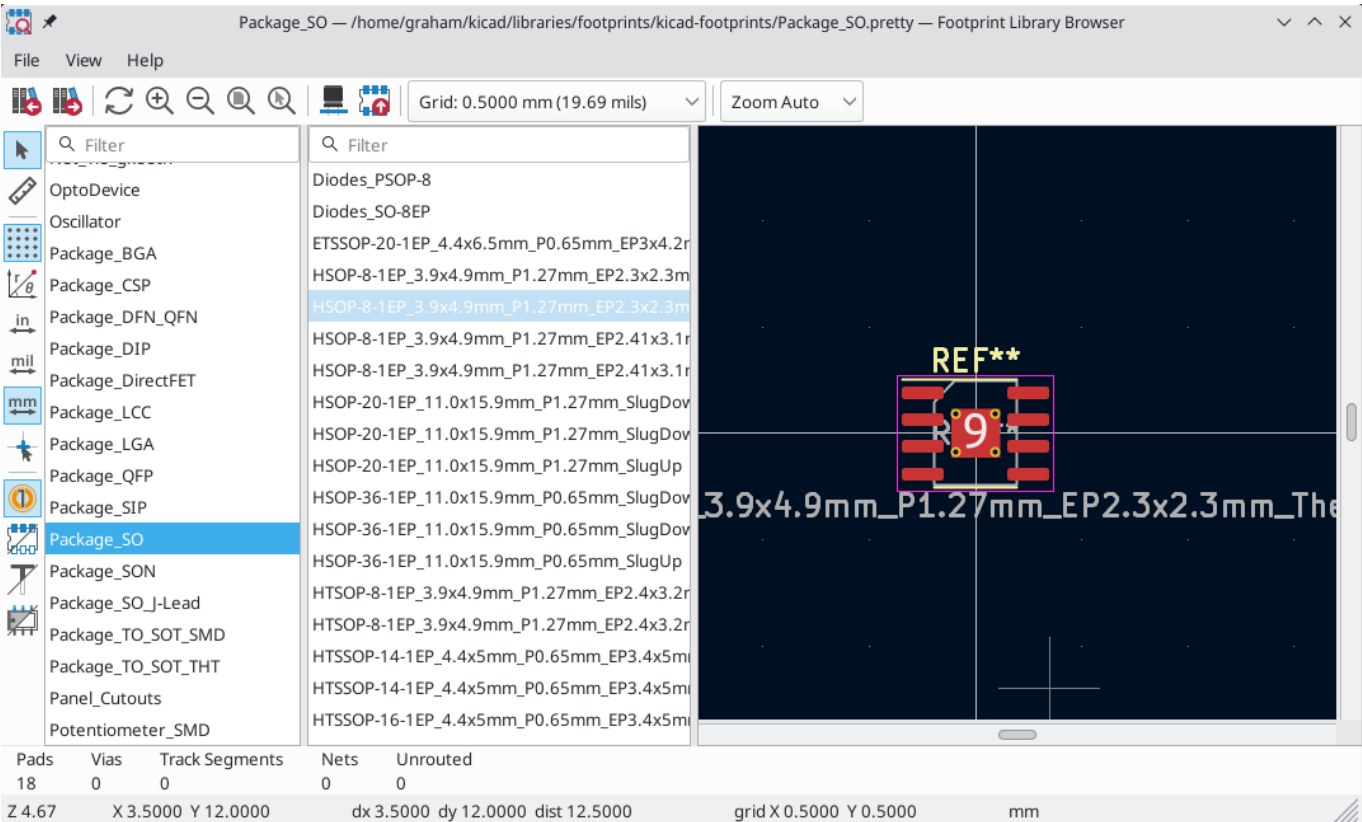 Package_SO — /home/graham/kicad/libraries/footprints/kicad-footprints/Package_SO.pretty — Footprint Library Browser
File View Help
Grid: 0.5000 mm (19.69 mils)
Zoom Auto
Filter
OptoDevice
Oscillator
Package_BGA
Package_CSP
Package_DFN_QFN
Package_DIP
Package_DirectFET
Package_LCC
Package_LGA
Package_QFP
Package_SIP
Package_SO
Package_SON
Package_SO_J-Lead
Package_TO_SOT_SMD
Package_TO_SOT_THT
Panel_Cutouts
Potentiometer_SMD
Filter
Diodes_PSOP-8
Diodes_SO-8EP
ETSSOP-20-1EP_4.4x6.5mm_P0.65mm_EP3x4.2
HSOP-8-1EP_3.9x4.9mm_P1.27mm_EP2.3x2.3m
HSOP-8-1EP_3.9x4.9mm_P1.27mm_EP2.3x2.3m
HSOP-8-1EP_3.9x4.9mm_P1.27mm_EP2.41x3.1
HSOP-8-1EP_3.9x4.9mm_P1.27mm_EP2.41x3.1
HSOP-20-1EP_11.0x15.9mm_P1.27mm_SlugDow
HSOP-20-1EP_11.0x15.9mm_P1.27mm_SlugDow
HSOP-20-1EP_11.0x15.9mm_P1.27mm_SlugUp
HSOP-36-1EP_11.0x15.9mm_P0.65mm_SlugDow
HSOP-36-1EP_11.0x15.9mm_P0.65mm_SlugDow
HSOP-36-1EP_11.0x15.9mm_P0.65mm_SlugUp
HTSOP-8-1EP_3.9x4.9mm_P1.27mm_EP2.4x3.2
HTSOP-8-1EP_3.9x4.9mm_P1.27mm_EP2.4x3.2
HTSSOP-14-1EP_4.4x5mm_P0.65mm_EP3.4x5m
HTSSOP-14-1EP_4.4x5mm_P0.65mm_EP3.4x5m
HTSSOP-16-1EP_4.4x5mm_P0.65mm_EP3.4x5m
in
mil
mm
REF**
9
_3.9x4.9mm_P1.27mm_EP2.3x2.3mm_The
Pads Vias Track Segments Nets Unrouted
18 0 0 0 0
Z 4.67 X 3.5000 Y 12.0000 dx 3.5000 dy 12.0000 dist 12.5000 grid X 0.5000 Y 0.5000 mm